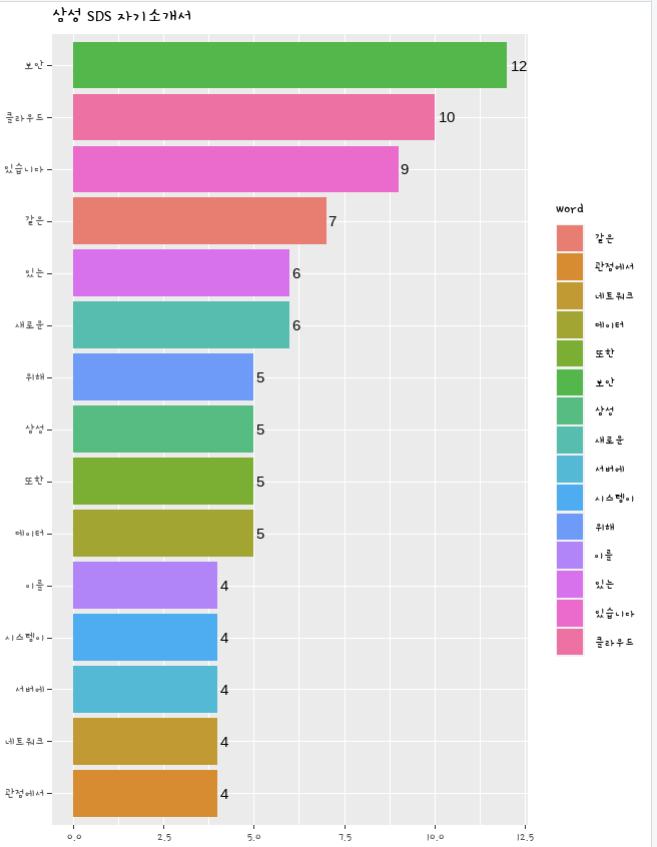 삼성 SDS 자기소개서
보안
12
클라우드
10
있습니다
9
같은
7
있는
6
새로운
6
위해
5
삼성
5
또한
5
데이터
5
이를
4
시스템이
4
서버에
4
네트워크
4
관점에서
4
0.0 2.5 5.0 7.5 10.0 12.5
word
같은
관점에서
네트워크
데이터
또한
보안
삼성
새로운
서버에
시스템이
위해
이를
있는
있습니다
클라우드